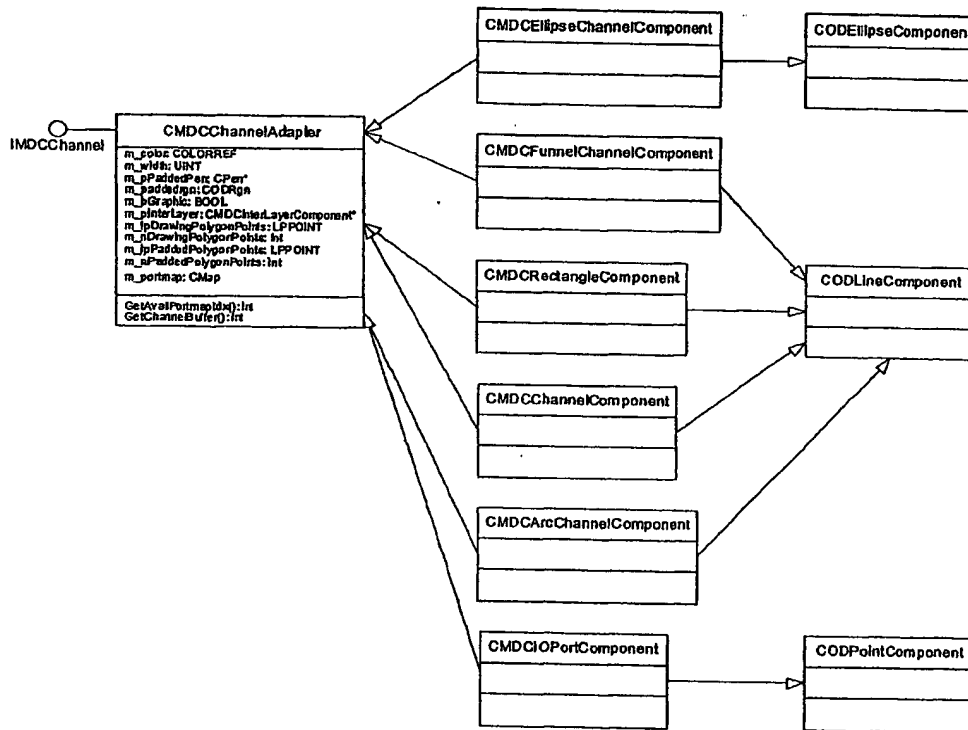 CMDCEllipseChannelComponent
CODEllipseComponent
IMDCChannel
CMDCChannelAdapter
m_color: COLORREF
m_width: UINT
m_pPaddedPen: CPen*
m_paddedrgn: CODRgn
m_bGraphic: BOOL
m_pInterLayer: CMDCInterLayerComponent*
m_lpDrawingPolygonPoints: LPPOINT
m_nDrawingPolygonPoints: int
m_lpPaddedPolygonPoints: LPPOINT
m_nPaddedPolygonPoints: int
m_portmap: CMap
GetAvailPortmapIdx(): int
GetChannelBuffer(): int
CMDCFunnelChannelComponent
CMDCRectangleComponent
CODLineComponent
CMDCChannelComponent
CMDCArcChannelComponent
CMDCIOPortComponent
CODPointComponent